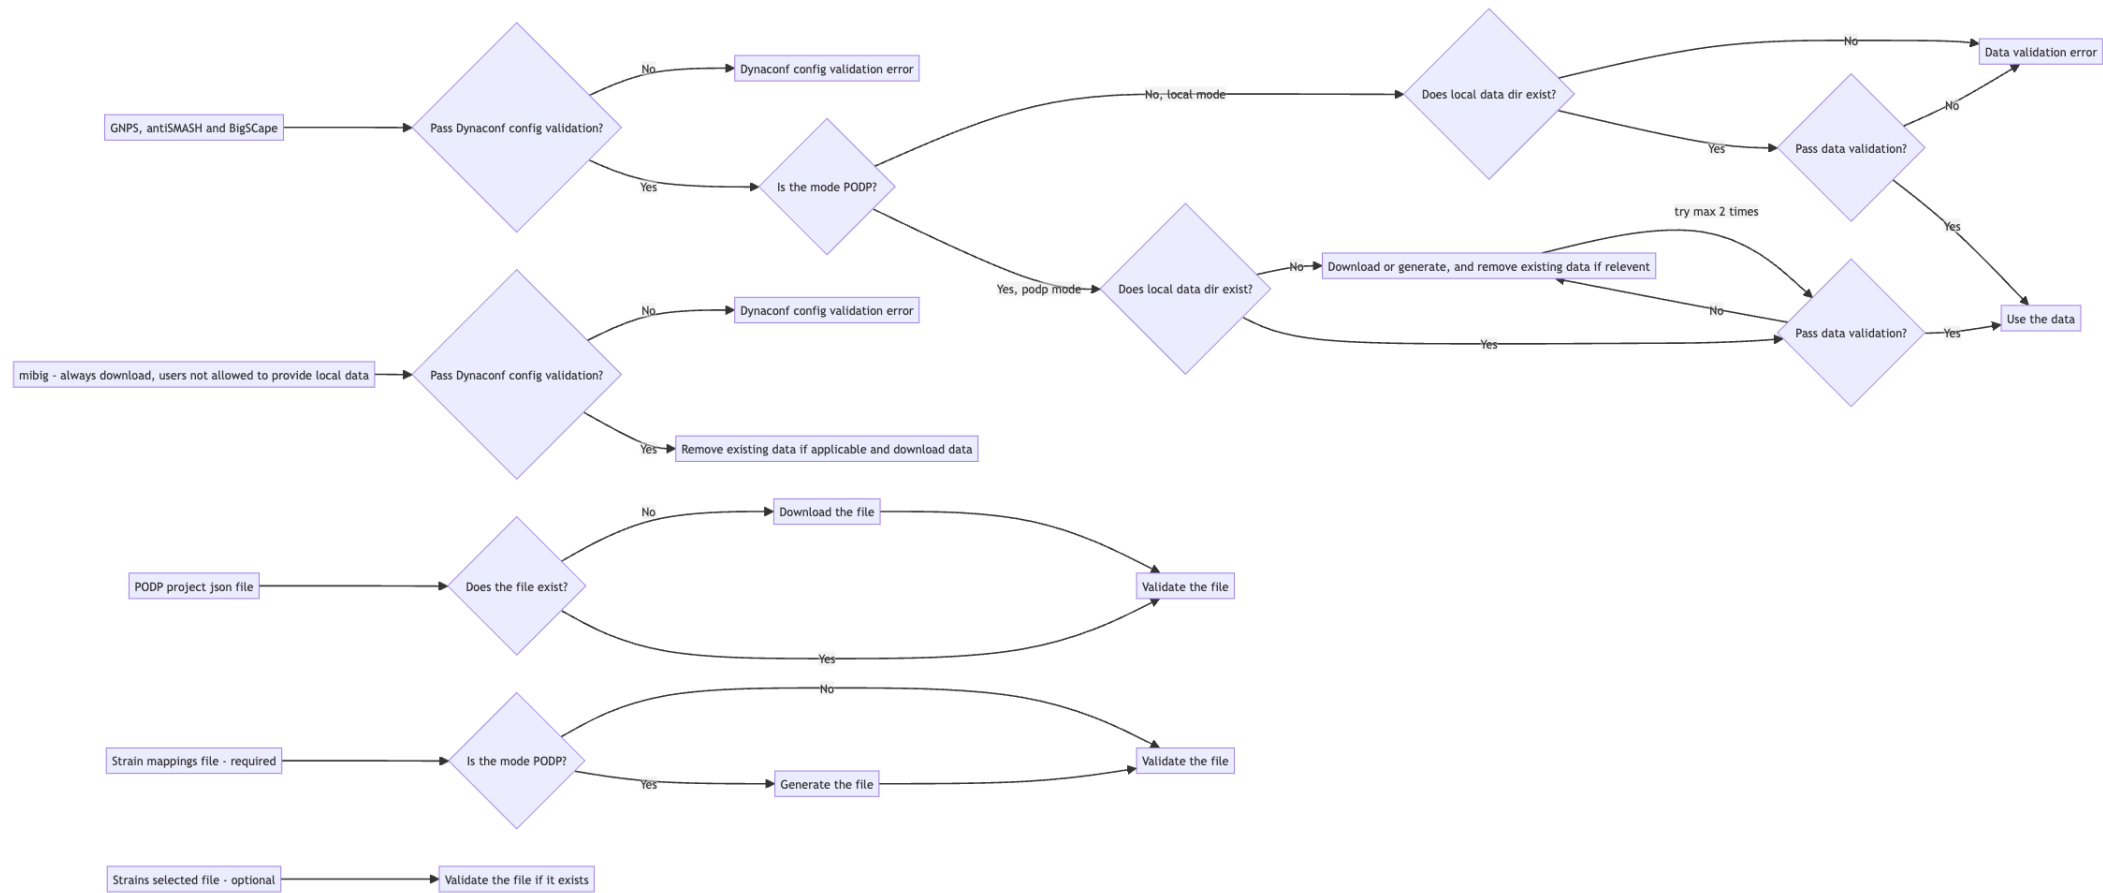 GNPS, antiSMASH and BigSCape
Pass Dynaconf config validation?
No
Dynaconf config validation error
Yes
Is the mode PODP?
No, local mode
Does local data dir exist?
No
Data validation error
Yes
Pass data validation?
No
Yes
Yes, podp mode
Does local data dir exist?
No
Download or generate, and remove existing data if relevent
try max 2 times
No
Yes
Pass data validation?
Yes
Use the data
mibig - always download, users not allowed to provide local data
Pass Dynaconf config validation?
No
Dynaconf config validation error
Yes
Remove existing data if applicable and download data
PODP project json file
Does the file exist?
No
Download the file
Yes
Validate the file
Strain mappings file - required
Is the mode PODP?
No
Yes
Generate the file
Validate the file
Strains selected file - optional
Validate the file if it exists